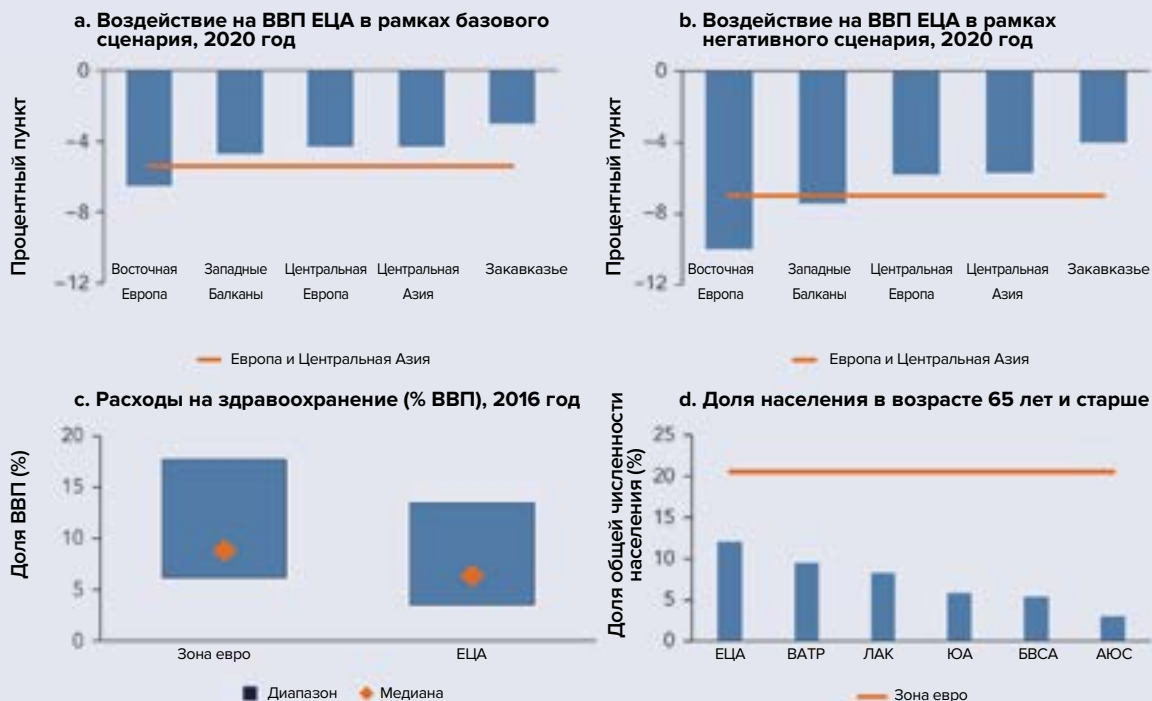 a. Воздействие на ВВП ЕЦА в рамках базового
сценария, 2020 год
Процентный пункт
0
−4
−8
−12
Восточная
Европа
Западные
Балканы
Центральная
Европа
Центральная
Азия
Закавказье
Европа и Центральная Азия
b. Воздействие на ВВП ЕЦА в рамках
негативного сценария, 2020 год
Процентный пункт
0
−4
−8
−12
Восточная
Европа
Западные
Балканы
Центральная
Европа
Центральная
Азия
Закавказье
Европа и Центральная Азия
c. Расходы на здравоохранение (% ВВП), 2016 год
Доля ВВП (%)
20
15
10
5
0
Зона евро
ЕЦА
Диапазон
Медиана
d. Доля населения в возрасте 65 лет и старше
Доля общей численности
населения (%)
25
20
15
10
5
0
ЕЦА
ВАТР
ЛАК
ЮА
БВСА
АЮС
Зона евро